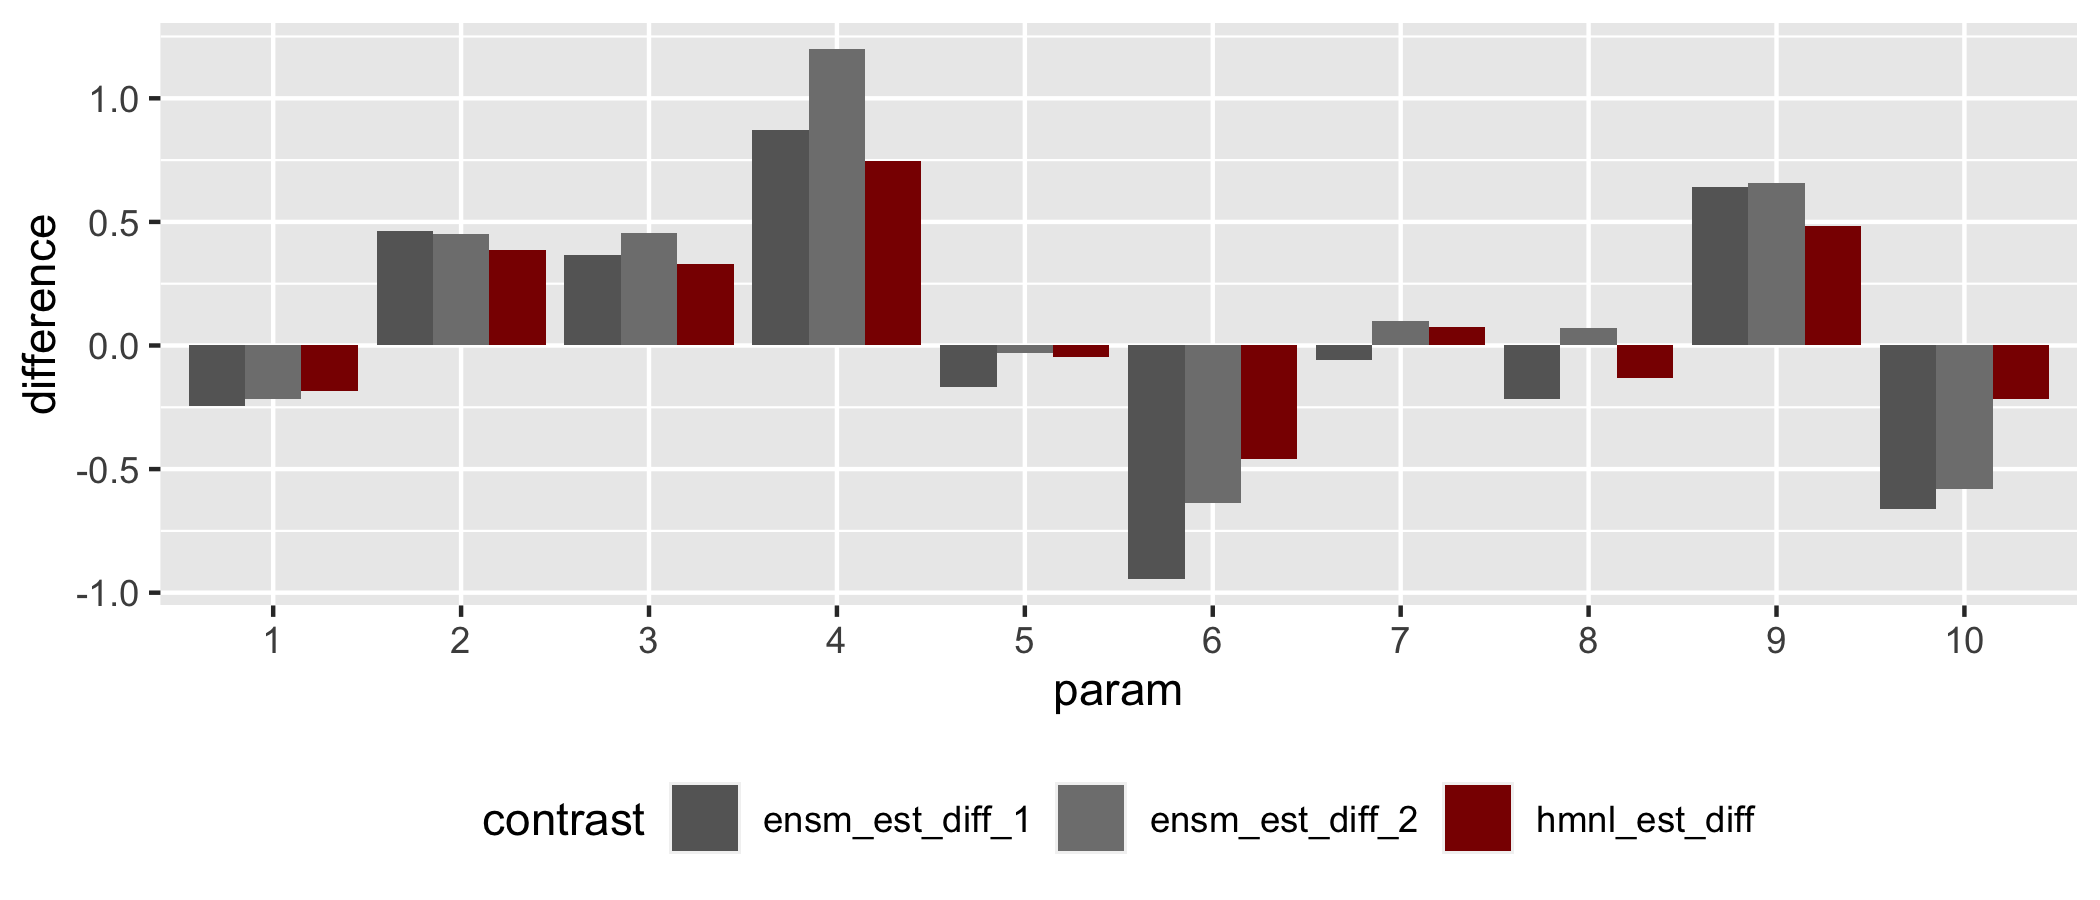 difference
1.0
0.5
0.0
-0.5
-1.0
1 2 3 4 5 6 7 8 9 10
param
contrast ensm_est_diff_1 ensm_est_diff_2 hmnl_est_diff